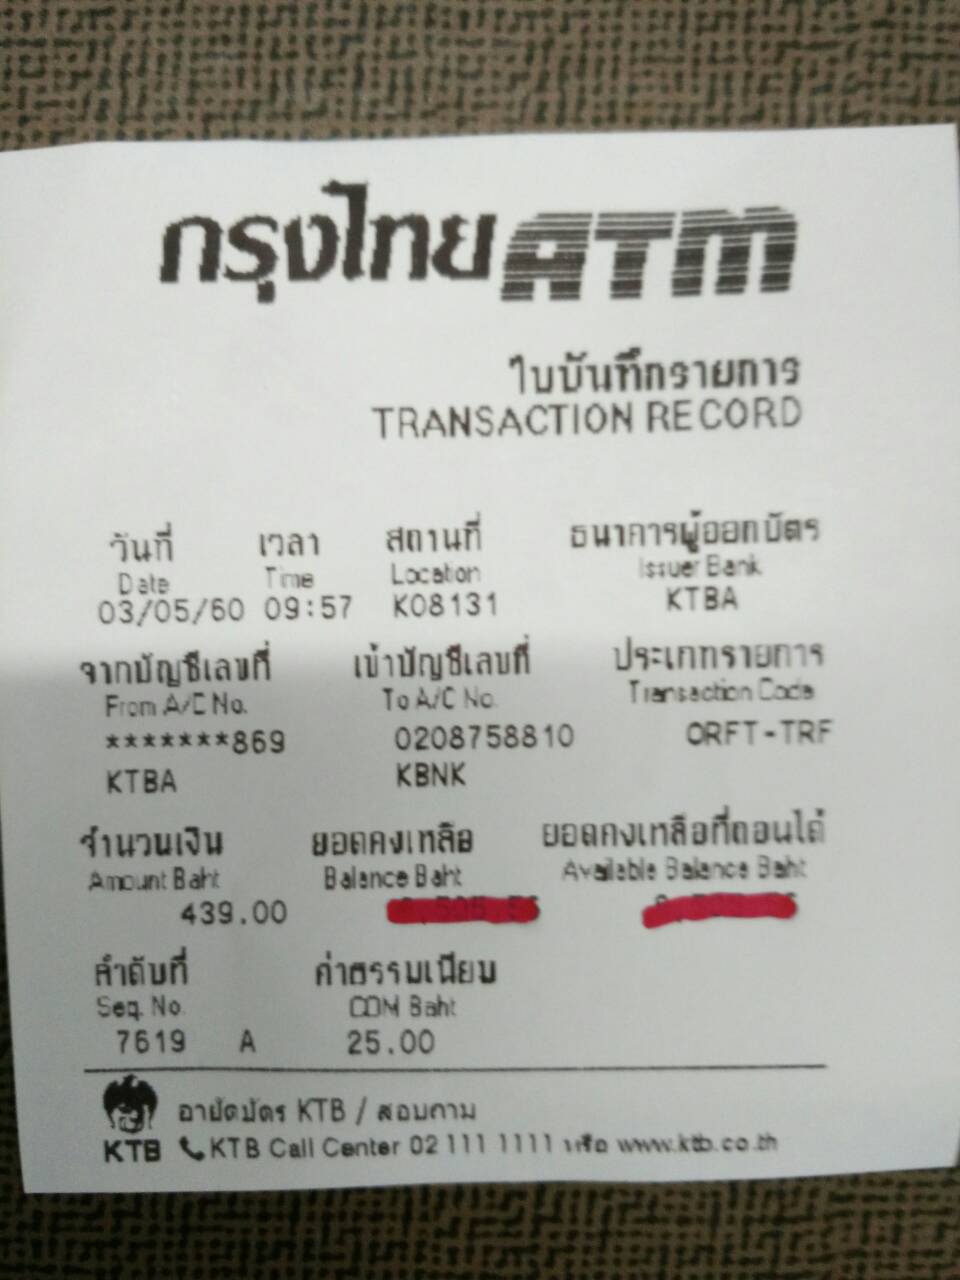 กรุงไทย ATM
ใบบันทึกรายการ
TRANSACTION RECORD
วันที่ เวลา สถานที่ ธนาคารผู้ออกบัตร
Date Time Location Issuer Bank
03/05/60 09:57 K08131 KTBA
จากบัญชีเลขที่ เข้าบัญชีเลขที่ ประเภทรายการ
From A/C No. To A/C No. Transaction Code
*******869 0208758810 ORFT-TRF
KTBA KBNK
จำนวนเงิน ยอดคงเหลือ ยอดคงเหลือที่ถอนได้
Amount Baht Balance Baht Available Balance Baht
439.00
ลำดับที่ ค่าธรรมเนียม
Seq. No. COM Baht
7619 A 25.00
อายัดบัตร KTB / สอบถาม
KTB KTB Call Center 02 111 1111 หรือ www.ktb.co.th